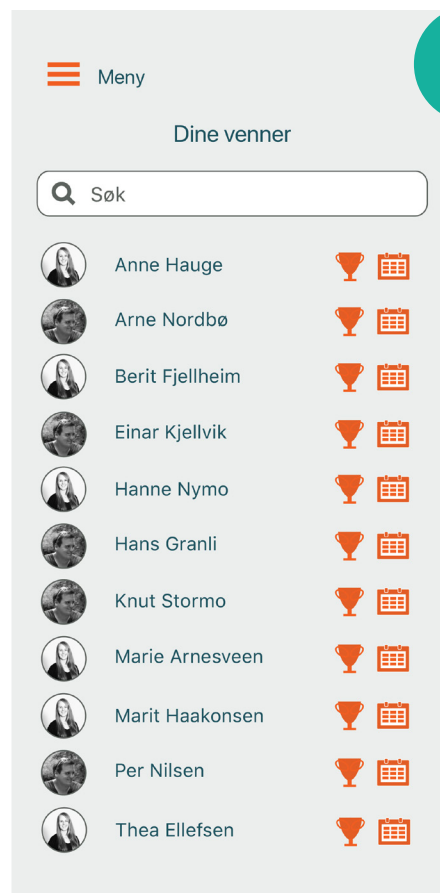 Meny
Dine venner
Søk
Anne Hauge
Arne Nordbø
Berit Fjellheim
Einar Kjellvik
Hanne Nymo
Hans Granli
Knut Stormo
Marie Arnesveen
Marit Haakonsen
Per Nilsen
Thea Ellefsen